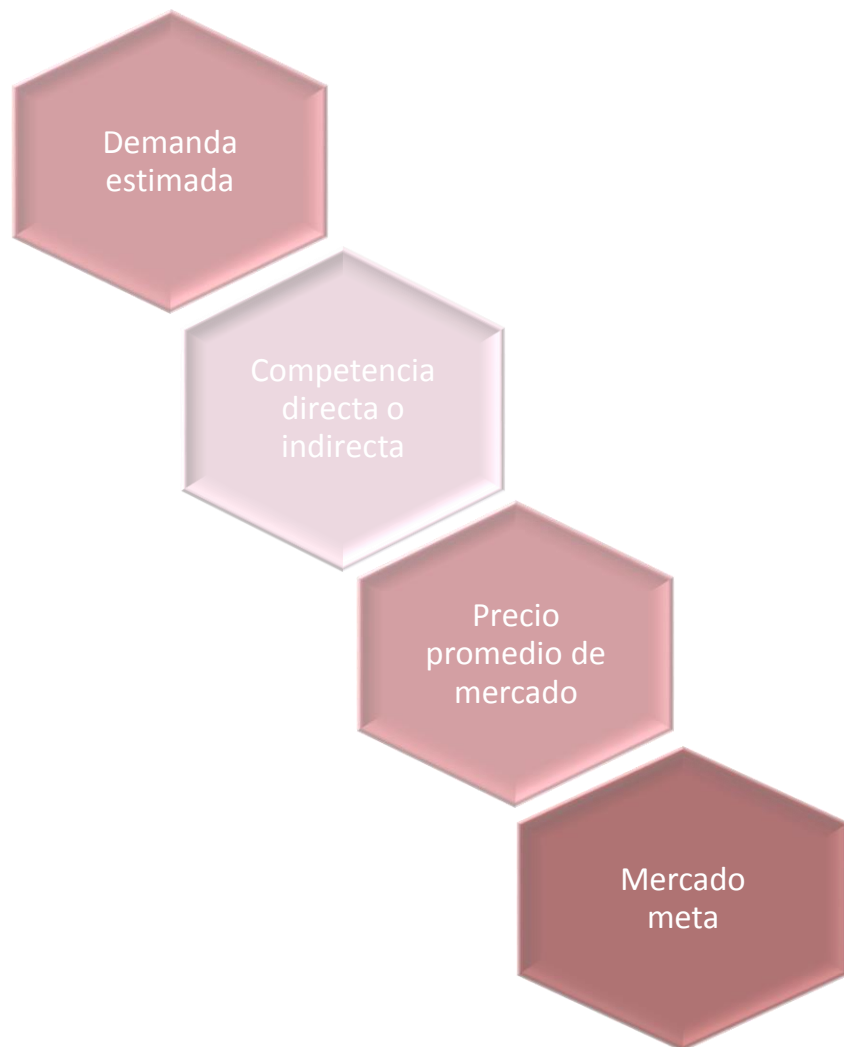 Demanda
estimada
Competencia
directa o
indirecta
Precio
promedio de
mercado
Mercado
meta